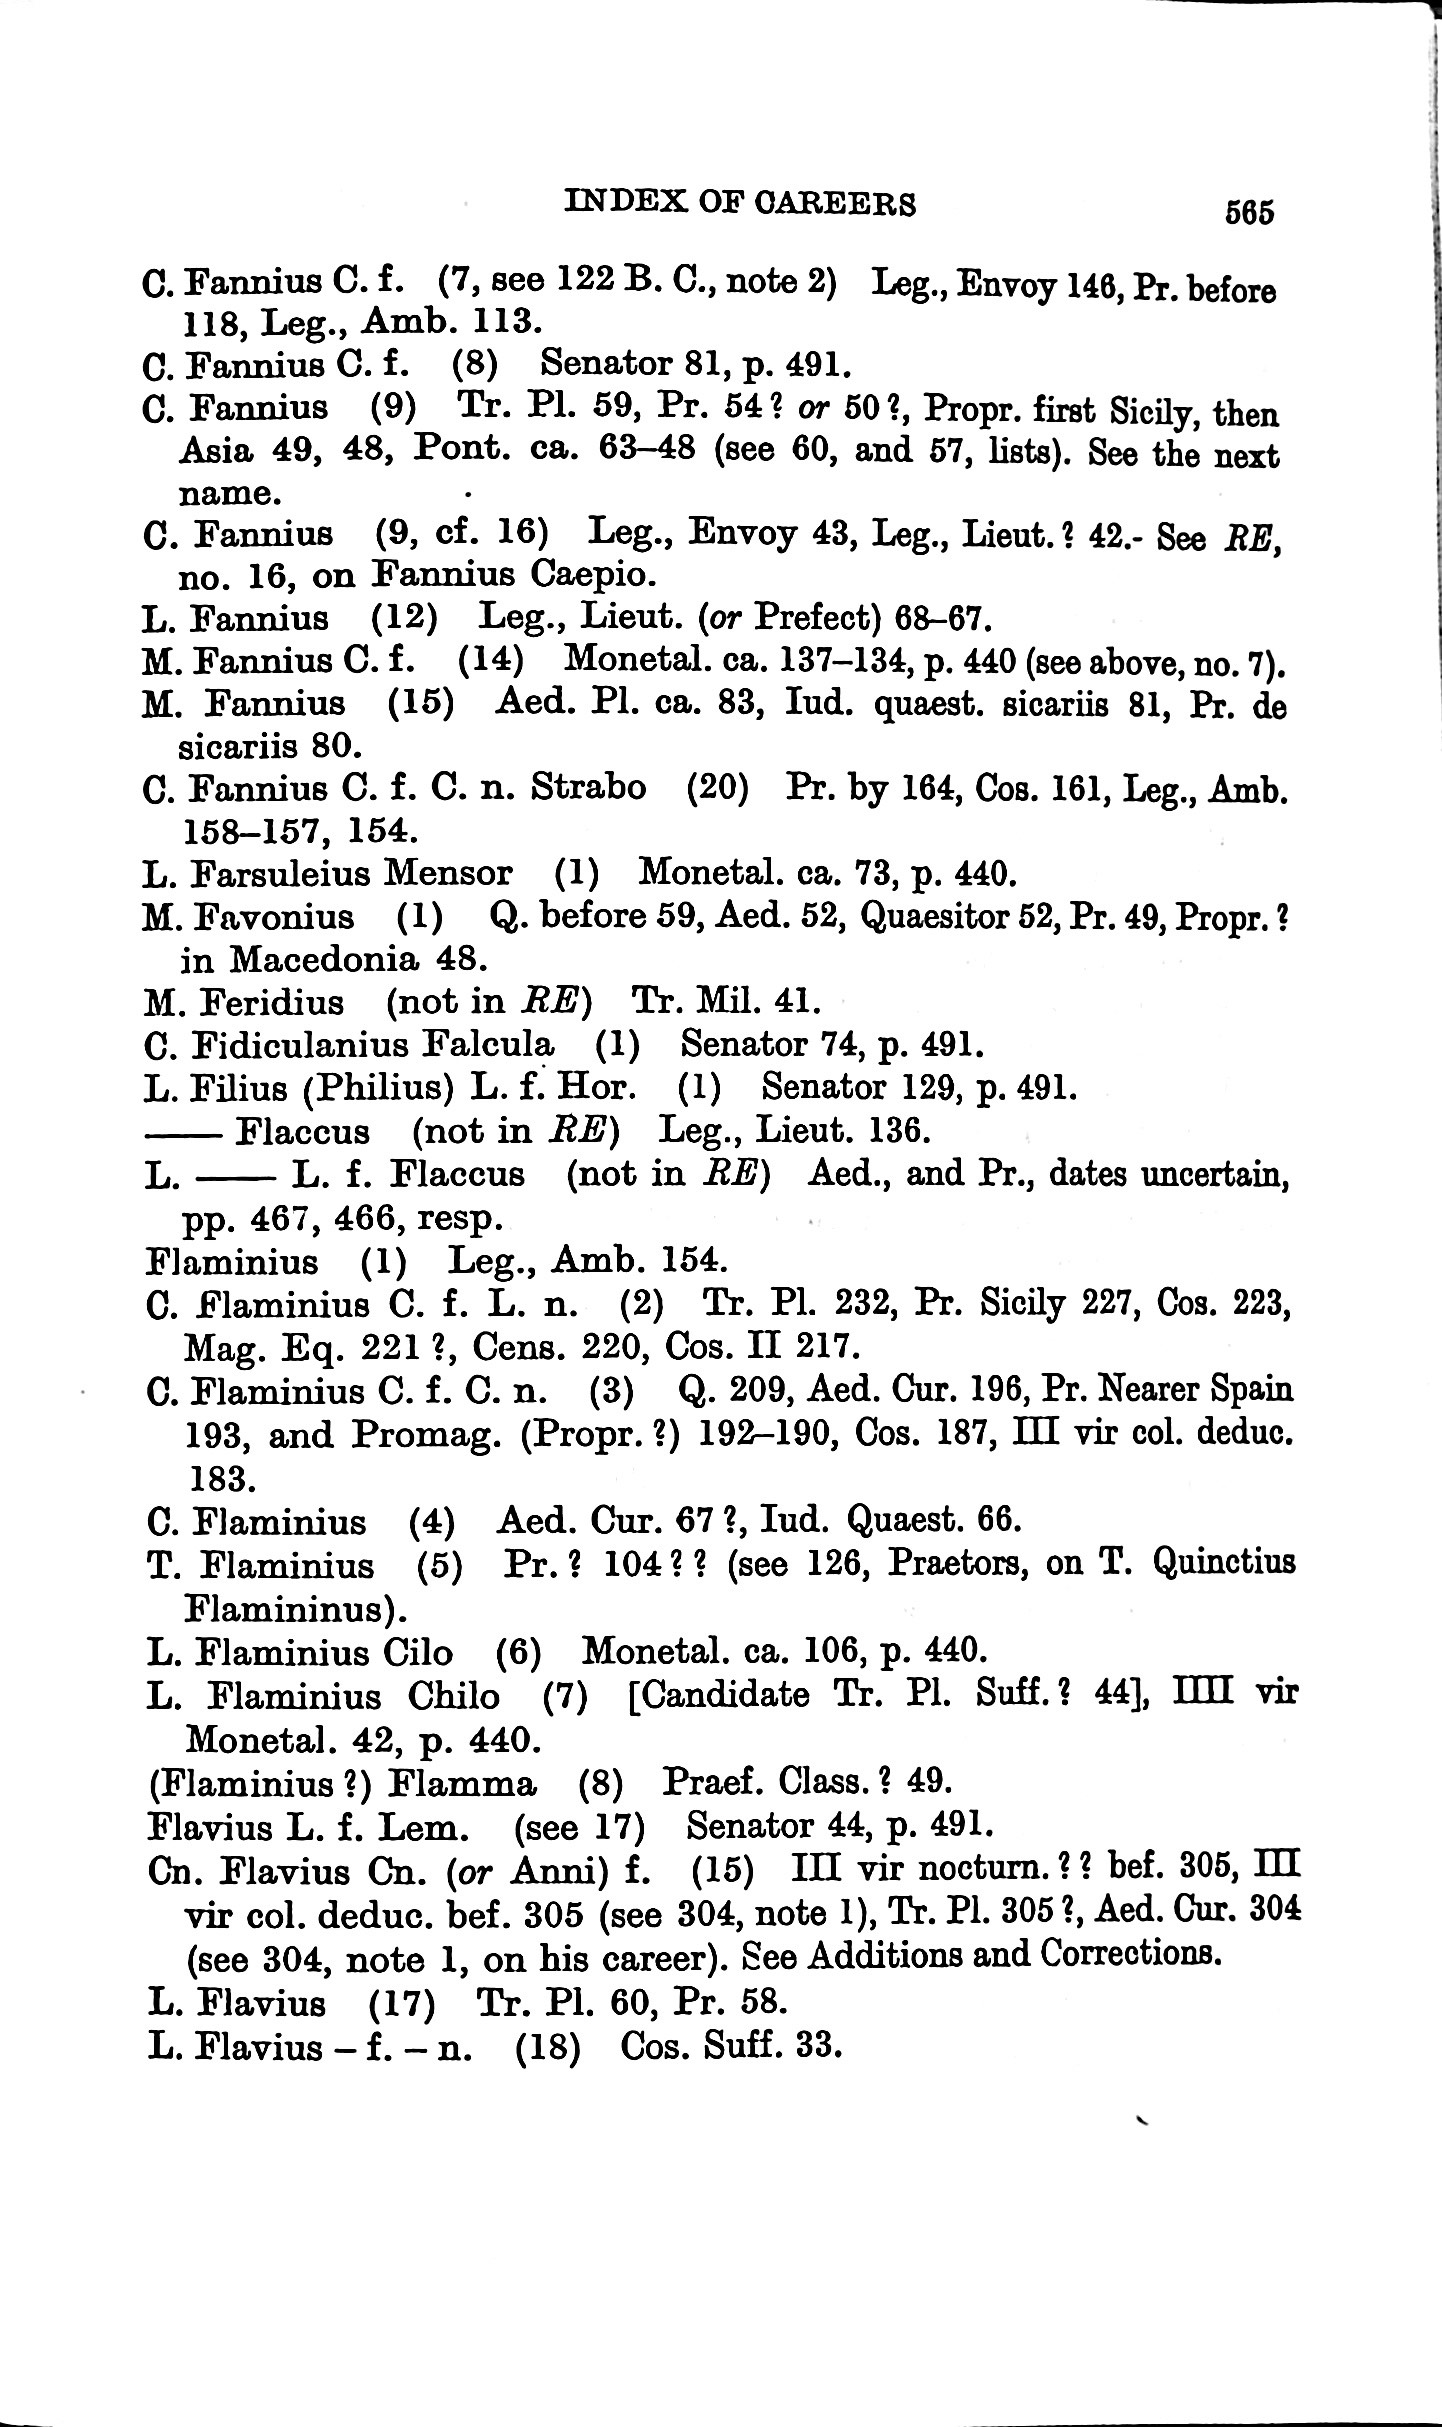 INDEX OF CAREERS 565
C. Fannius C. f. (7, see 122 B. C., note 2) Leg., Envoy 146, Pr. before
118, Leg., Amb. 113.
C. Fannius C. f. (8) Senator 81, p. 491.
C. Fannius (9) Tr. Pl. 59, Pr. 54? or 50?, Propr. first Sicily, then
Asia 49, 48, Pont. ca. 63–48 (see 60, and 57, lists). See the next
name.
C. Fannius (9, cf. 16) Leg., Envoy 43, Leg., Lieut.? 42.- See RE,
no. 16, on Fannius Caepio.
L. Fannius (12) Leg., Lieut. (or Prefect) 68–67.
M. Fannius C. f. (14) Monetal. ca. 137–134, p. 440 (see above, no. 7).
M. Fannius (15) Aed. Pl. ca. 83, Iud. quaest. sicariis 81, Pr. de
sicariis 80.
C. Fannius C. f. C. n. Strabo (20) Pr. by 164, Cos. 161, Leg., Amb.
158–157, 154.
L. Farsuleius Mensor (1) Monetal. ca. 73, p. 440.
M. Favonius (1) Q. before 59, Aed. 52, Quaesitor 52, Pr. 49, Propr.?
in Macedonia 48.
M. Feridius (not in RE) Tr. Mil. 41.
C. Fidiculanius Falcula (1) Senator 74, p. 491.
L. Filius (Philius) L. f. Hor. (1) Senator 129, p. 491.
—— Flaccus (not in RE) Leg., Lieut. 136.
L. —— L. f. Flaccus (not in RE) Aed., and Pr., dates uncertain,
pp. 467, 466, resp.
Flaminius (1) Leg., Amb. 154.
C. Flaminius C. f. L. n. (2) Tr. Pl. 232, Pr. Sicily 227, Cos. 223,
Mag. Eq. 221?, Cens. 220, Cos. II 217.
C. Flaminius C. f. C. n. (3) Q. 209, Aed. Cur. 196, Pr. Nearer Spain
193, and Promag. (Propr.?) 192–190, Cos. 187, III vir col. deduc.
183.
C. Flaminius (4) Aed. Cur. 67?, Iud. Quaest. 66.
T. Flaminius (5) Pr.? 104?? (see 126, Praetors, on T. Quinctius
Flamininus).
L. Flaminius Cilo (6) Monetal. ca. 106, p. 440.
L. Flaminius Chilo (7) [Candidate Tr. Pl. Suff.? 44], IIII vir
Monetal. 42, p. 440.
(Flaminius?) Flamma (8) Praef. Class.? 49.
Flavius L. f. Lem. (see 17) Senator 44, p. 491.
Cn. Flavius Cn. (or Anni) f. (15) III vir nocturn.?? bef. 305, III
vir col. deduc. bef. 305 (see 304, note 1), Tr. Pl. 305?, Aed. Cur. 304
(see 304, note 1, on his career). See Additions and Corrections.
L. Flavius (17) Tr. Pl. 60, Pr. 58.
L. Flavius – f. – n. (18) Cos. Suff. 33.